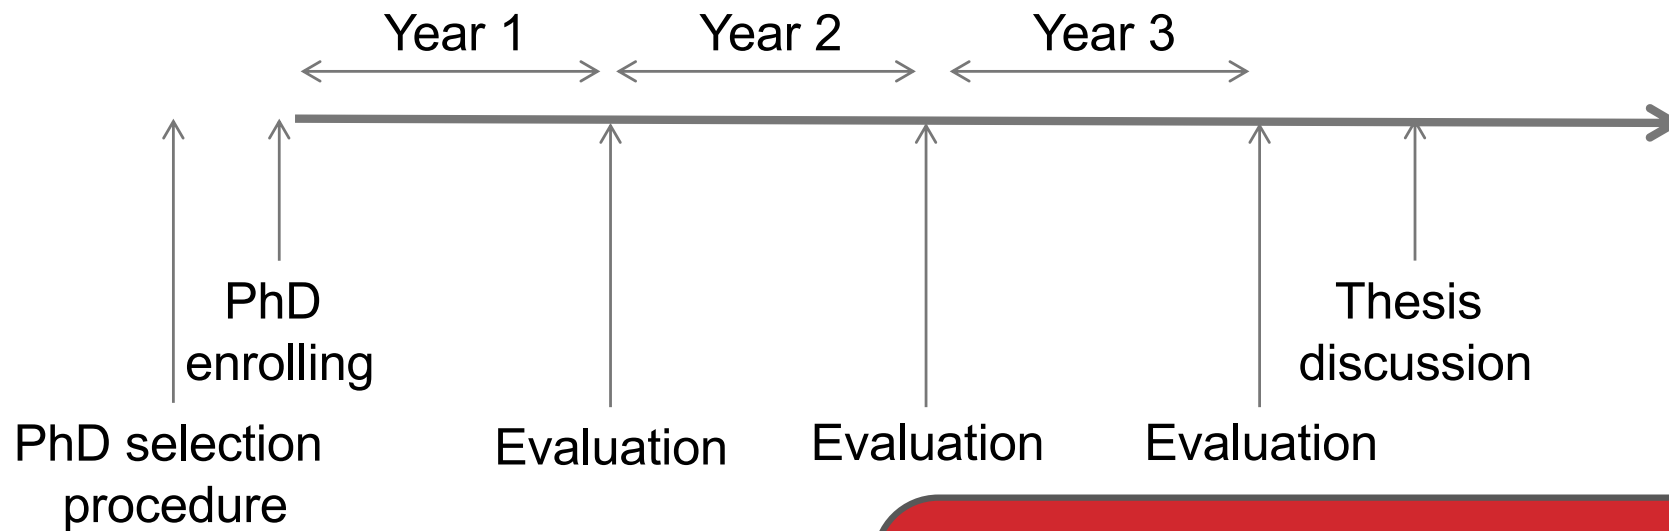 Year 1
Year 2
Year 3
PhD
enrolling
Thesis
discussion
PhD selection
procedure
Evaluation
Evaluation
Evaluation